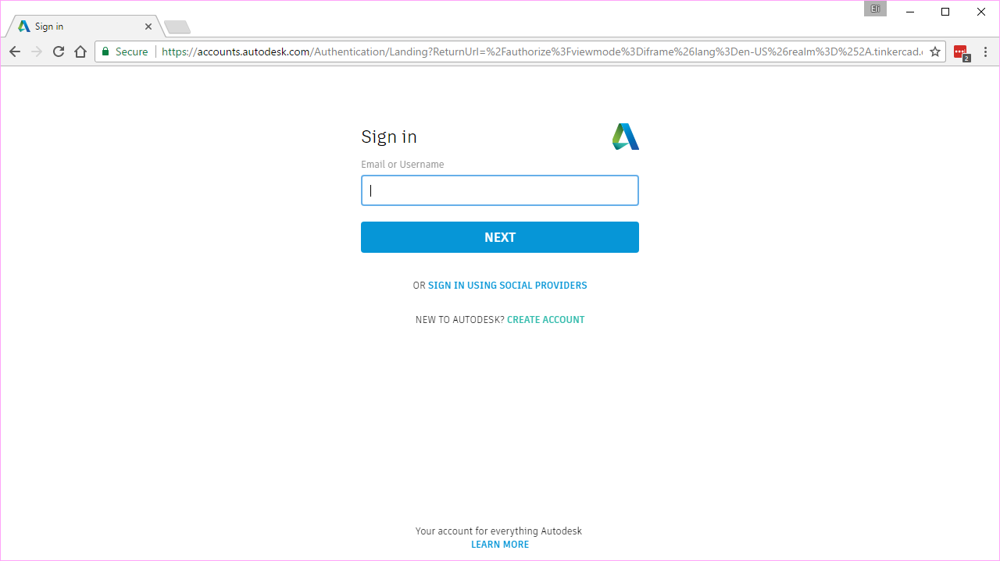 Eli
Sign in
Secure https://accounts.autodesk.com/Authentication/Landing?ReturnUrl=%2Fauthorize%3Fviewmode%3Diframe%26lang%3Den-US%26realm%3D%252A.tinkercad.c
2
Sign in
Email or Username
NEXT
OR SIGN IN USING SOCIAL PROVIDERS
NEW TO AUTODESK? CREATE ACCOUNT
Your account for everything Autodesk
LEARN MORE